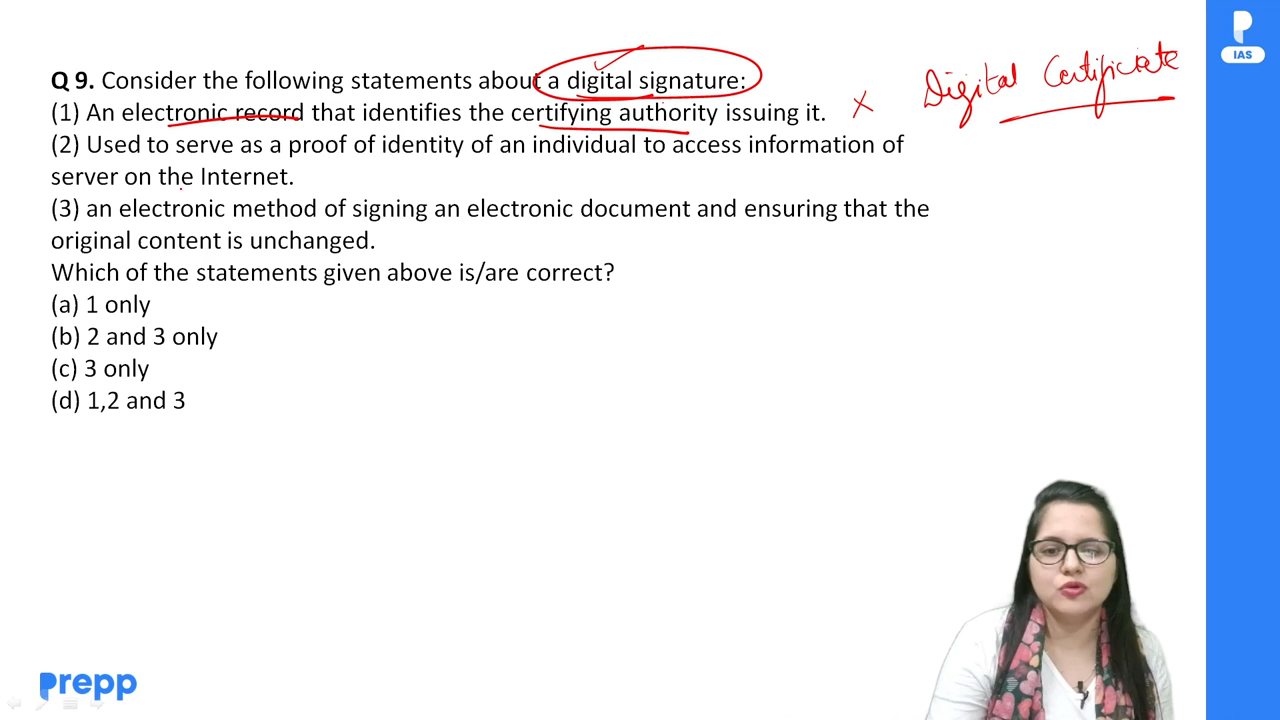 Digital Certificate
Q 9. Consider the following statements about a digital signature:
(1) An electronic record that identifies the certifying authority issuing it. X
(2) Used to serve as a proof of identity of an individual to access information of
server on the Internet.
(3) an electronic method of signing an electronic document and ensuring that the
original content is unchanged.
Which of the statements given above is/are correct?
(a) 1 only
(b) 2 and 3 only
(c) 3 only
(d) 1,2 and 3
IAS
prepp